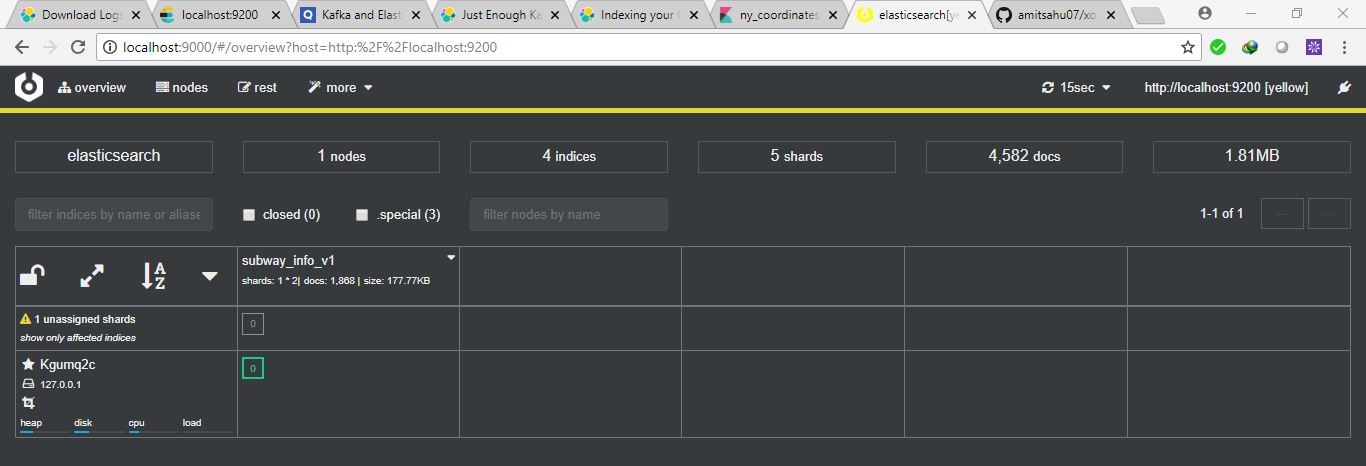 Download Logs
localhost:9200
Kafka and Elast
Just Enough Ka
Indexing your
ny_coordinates
elasticsearch[ye
amitsahu07/xo
localhost:9000/#/overview?host=http:%2F%2Flocalhost:9200
overview
nodes
rest
more
15sec
http://localhost:9200 [yellow]
elasticsearch
1 nodes
4 indices
5 shards
4,582 docs
1.81MB
filter indices by name or aliase
closed (0)
.special (3)
filter nodes by name
1-1 of 1
subway_info_v1
shards: 1 * 2| docs: 1,868 | size: 177.77KB
A
Z
1 unassigned shards
show only affected indices
0
Kgumq2c
127.0.0.1
heap disk cpu load
0